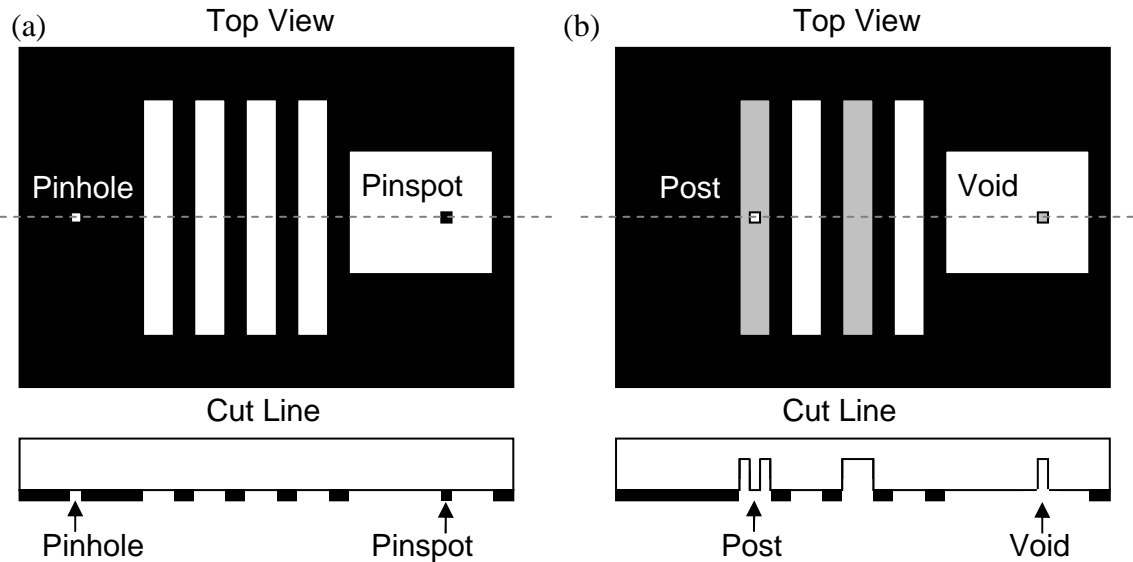 (a)
Top View
Pinhole
Pinspot
Cut Line
Pinhole
Pinspot
(b)
Top View
Post
Void
Cut Line
Post
Void